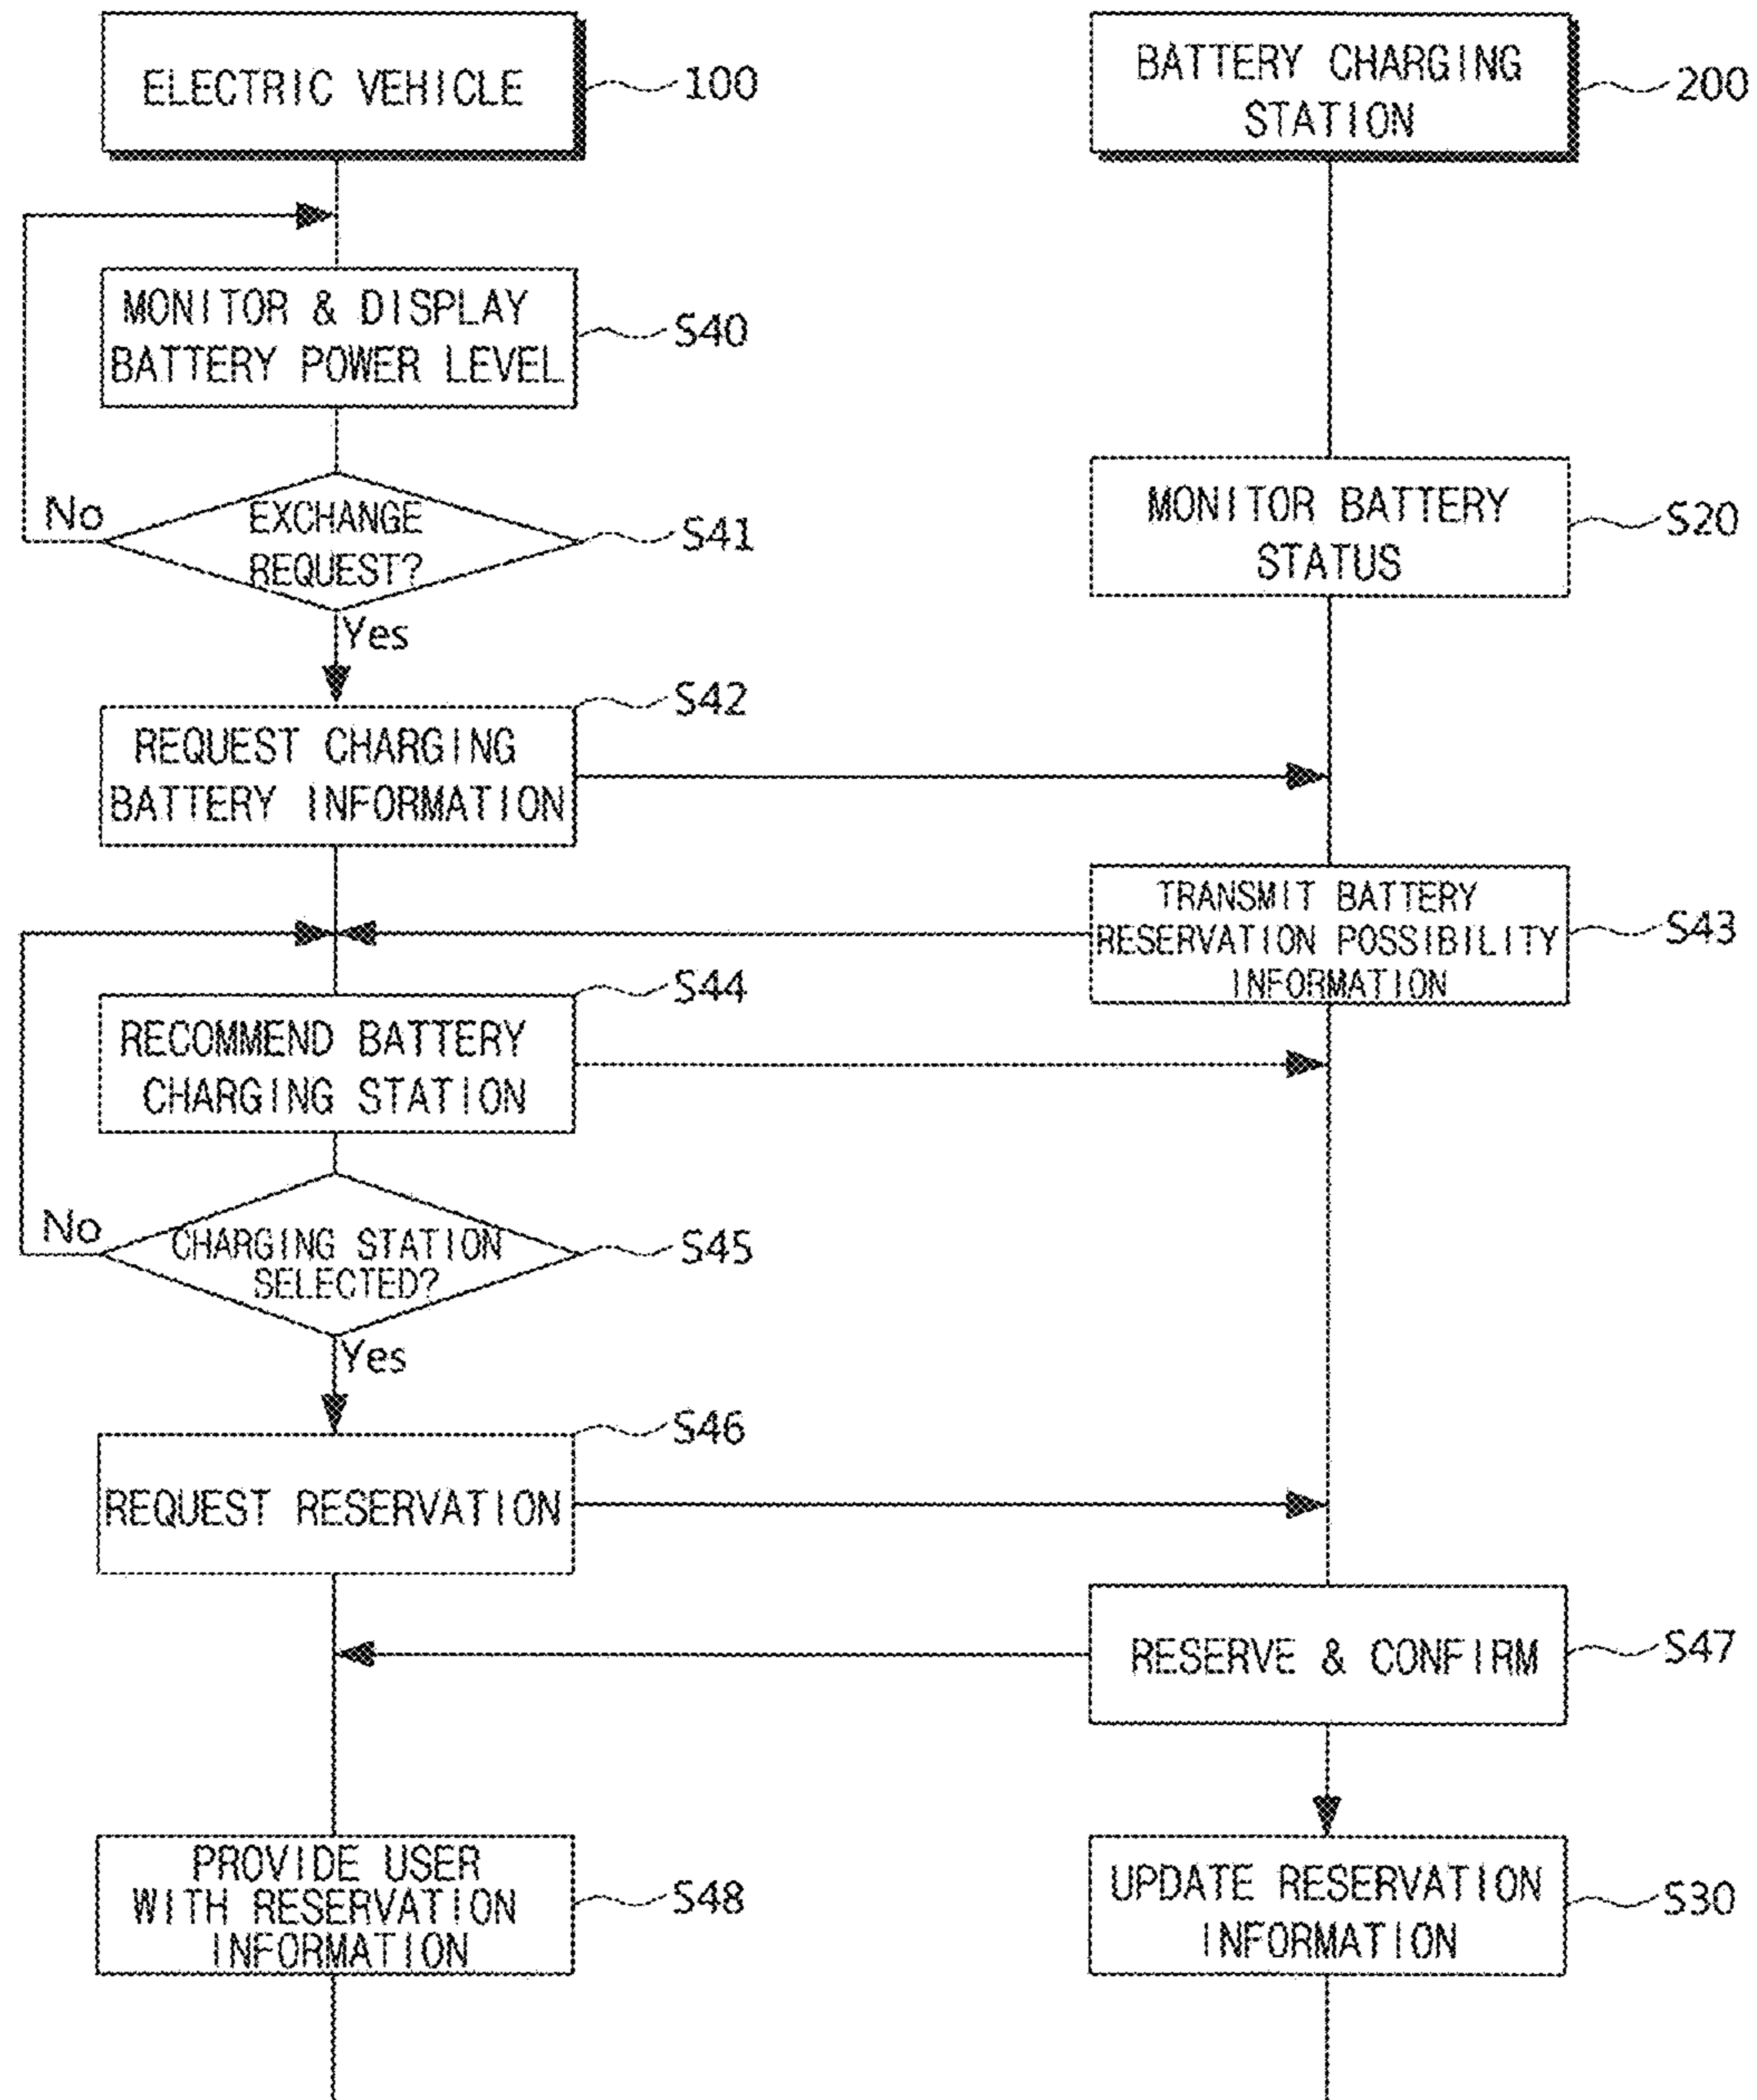 ELECTRIC VEHICLE
100
BATTERY CHARGING
STATION
200
MONITOR & DISPLAY
BATTERY POWER LEVEL
S40
EXCHANGE
REQUEST?
No
S41
Yes
MONITOR BATTERY
STATUS
S20
REQUEST CHARGING
BATTERY INFORMATION
S42
TRANSMIT BATTERY
RESERVATION POSSIBILITY
INFORMATION
S43
RECOMMEND BATTERY
CHARGING STATION
S44
No
CHARGING STATION
SELECTED?
S45
Yes
REQUEST RESERVATION
S46
RESERVE & CONFIRM
S47
PROVIDE USER
WITH RESERVATION
INFORMATION
S48
UPDATE RESERVATION
INFORMATION
S30